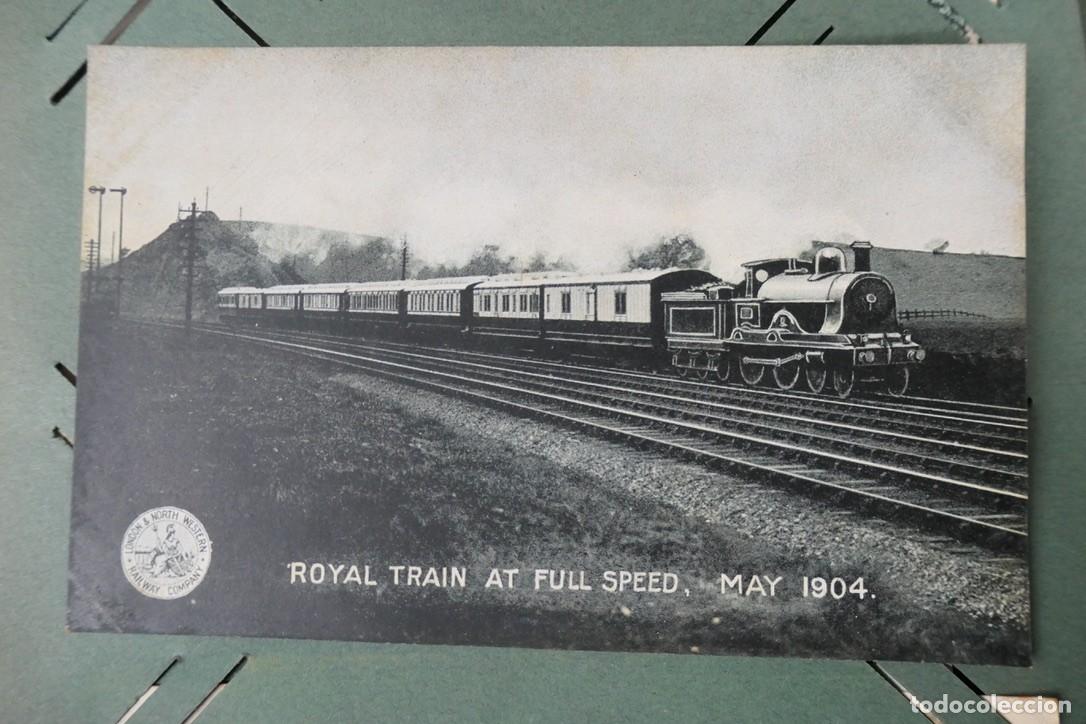 LONDON & NORTH WESTERN
RAILWAY COMPANY
ROYAL TRAIN AT FULL SPEED, MAY 1904.
todocoleccion